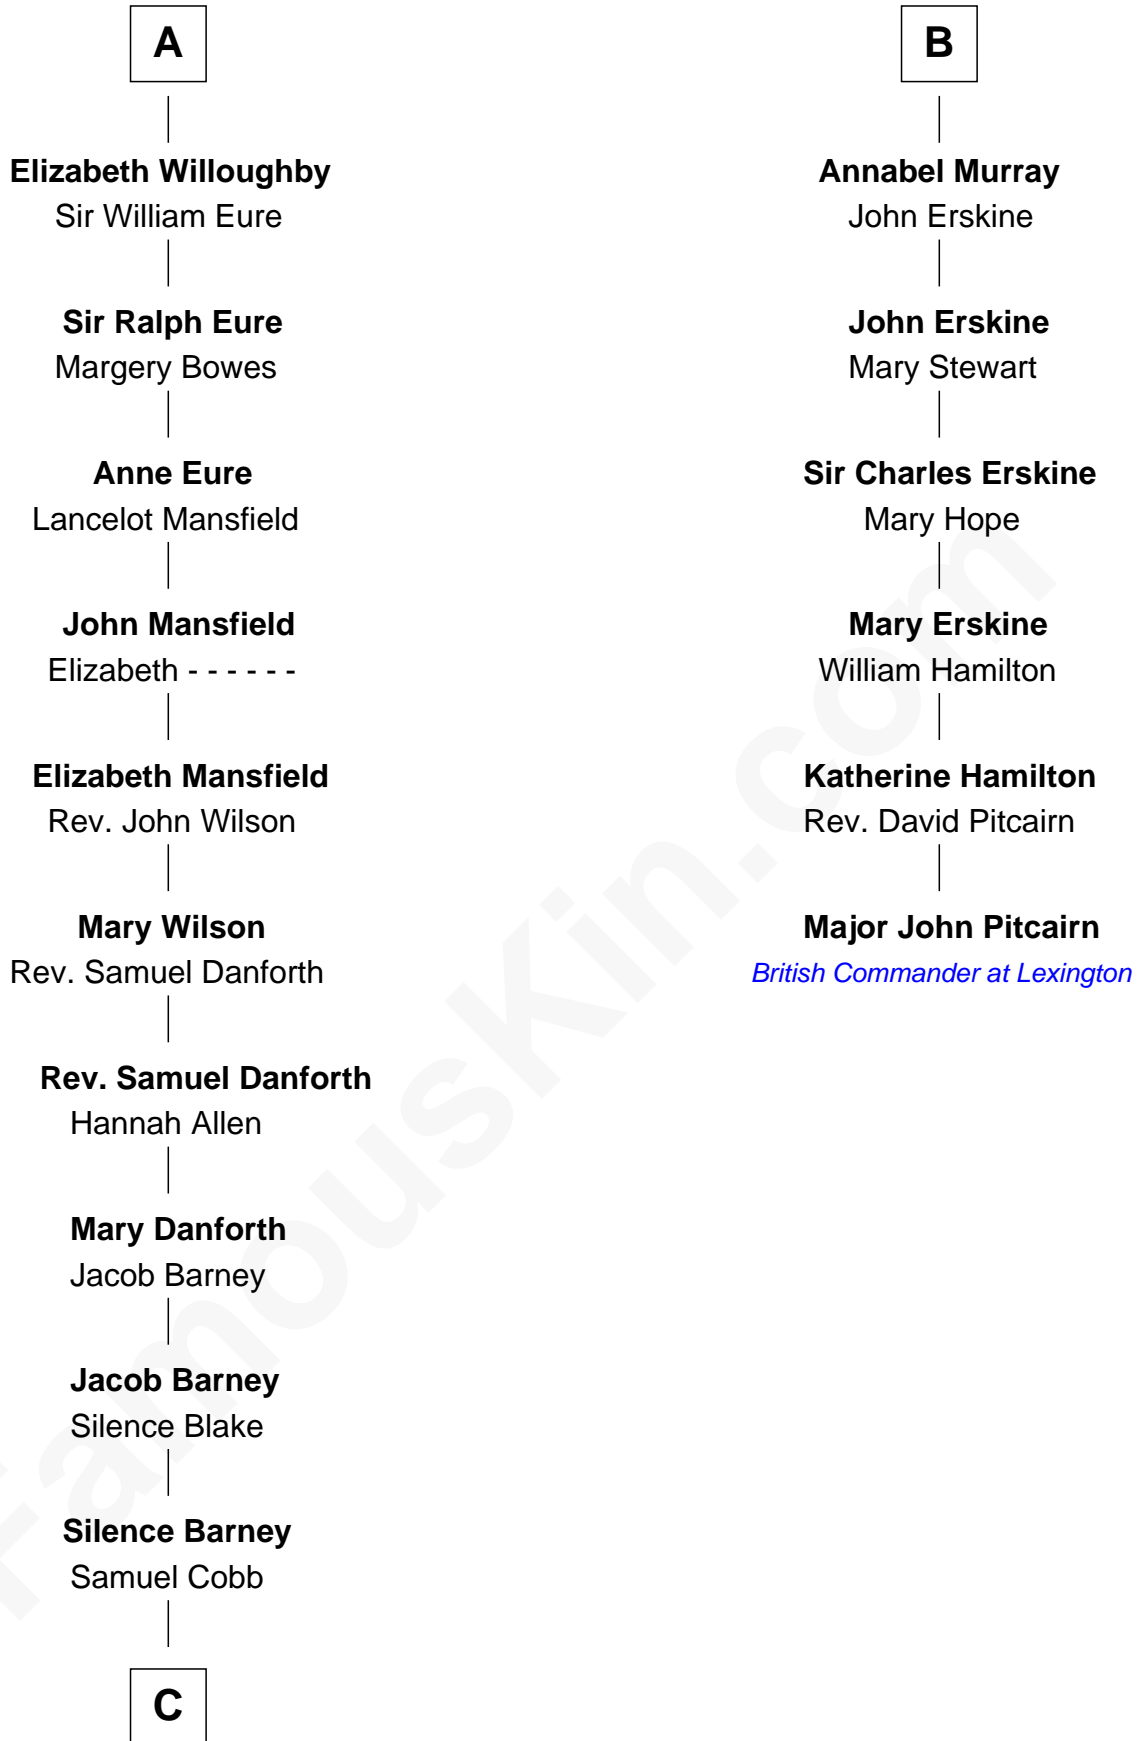 A
Elizabeth Willoughby
Sir William Eure
Sir Ralph Eure
Margery Bowes
Anne Eure
Lancelot Mansfield
John Mansfield
Elizabeth - - - - - -
Elizabeth Mansfield
Rev. John Wilson
Mary Wilson
Rev. Samuel Danforth
Rev. Samuel Danforth
Hannah Allen
Mary Danforth
Jacob Barney
Jacob Barney
Silence Blake
Silence Barney
Samuel Cobb
C
B
Annabel Murray
John Erskine
John Erskine
Mary Stewart
Sir Charles Erskine
Mary Hope
Mary Erskine
William Hamilton
Katherine Hamilton
Rev. David Pitcairn
Major John Pitcairn
British Commander at Lexington
FamousKin.com